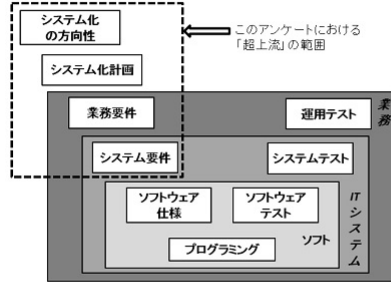 システム化
の方向性
このアンケートにおける
「超上流」の範囲
システム化計画
業務要件
運用テスト
業務
システム要件
システムテスト
ソフトウェア
仕様
ソフトウェア
テスト
プログラミング
ソフト
ITシステム